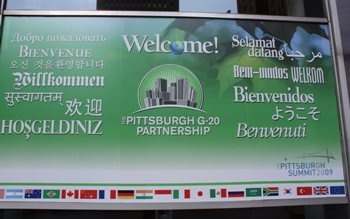 Добро пожаловать
BIENVENUE
오신 것을 환영합니다
Willkommen
सुस्वागतम्
欢迎
HOŞGELDINIZ
Welcome!
THE PITTSBURGH G-20
PARTNERSHIP
Selamat
datang
مرحباً
Bem-vindos WELKOM
Bienvenidos
ようこそ
Benvenuti
PITTSBURGH
SUMMIT 2009